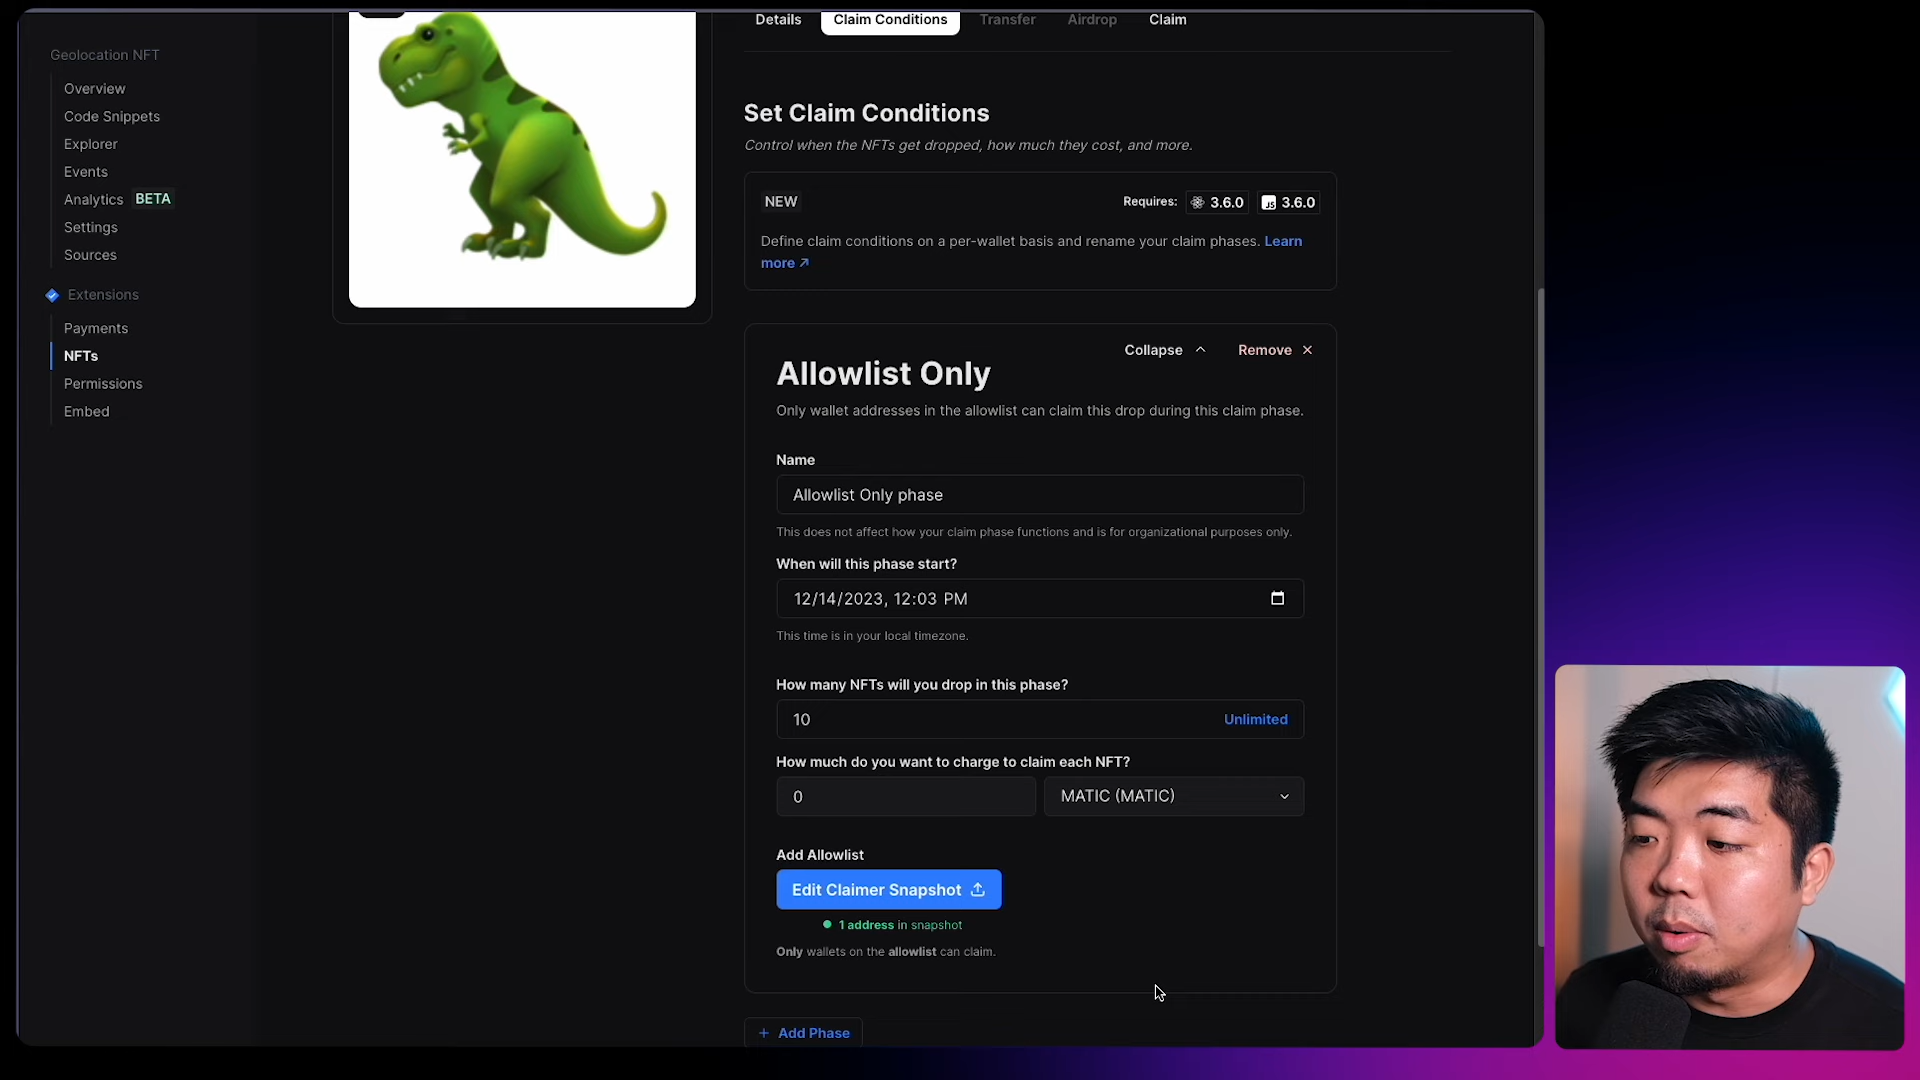 Geolocation NFT
Overview
Code Snippets
Explorer
Events
Analytics BETA
Settings
Sources
Extensions
Payments
NFTs
Permissions
Embed
Details Claim Conditions Transfer Airdrop Claim
Set Claim Conditions
Control when the NFTs get dropped, how much they cost, and more.
NEW Requires: 3.6.0 JS 3.6.0
Define claim conditions on a per-wallet basis and rename your claim phases. Learn
more ↗
Collapse Remove
Allowlist Only
Only wallet addresses in the allowlist can claim this drop during this claim phase.
Name
Allowlist Only phase
This does not affect how your claim phase functions and is for organizational purposes only.
When will this phase start?
12/14/2023, 12:03 PM
This time is in your local timezone.
How many NFTs will you drop in this phase?
10 Unlimited
How much do you want to charge to claim each NFT?
0 MATIC (MATIC)
Add Allowlist
Edit Claimer Snapshot
1 address in snapshot
Only wallets on the allowlist can claim.
+ Add Phase